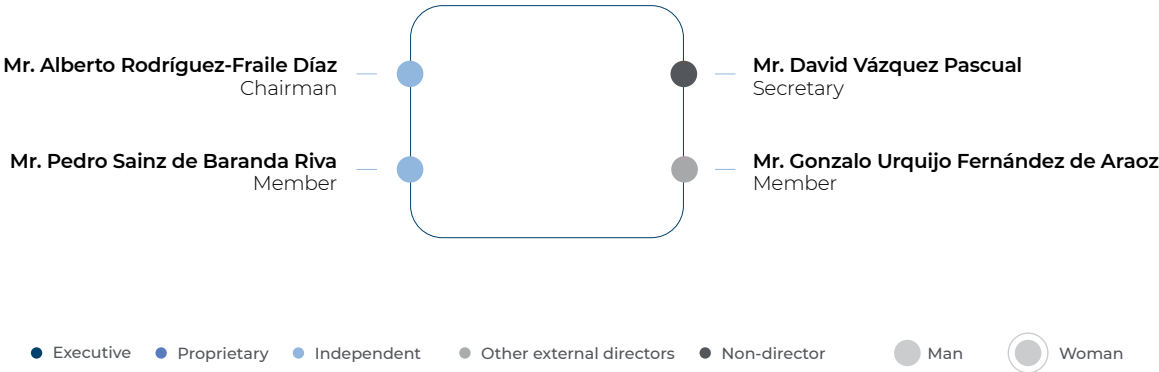 Mr. Alberto Rodríguez-Fraile Díaz
Chairman
Mr. David Vázquez Pascual
Secretary
Mr. Pedro Sainz de Baranda Riva
Member
Mr. Gonzalo Urquijo Fernández de Araoz
Member
Executive Proprietary Independent Other external directors Non-director Man Woman